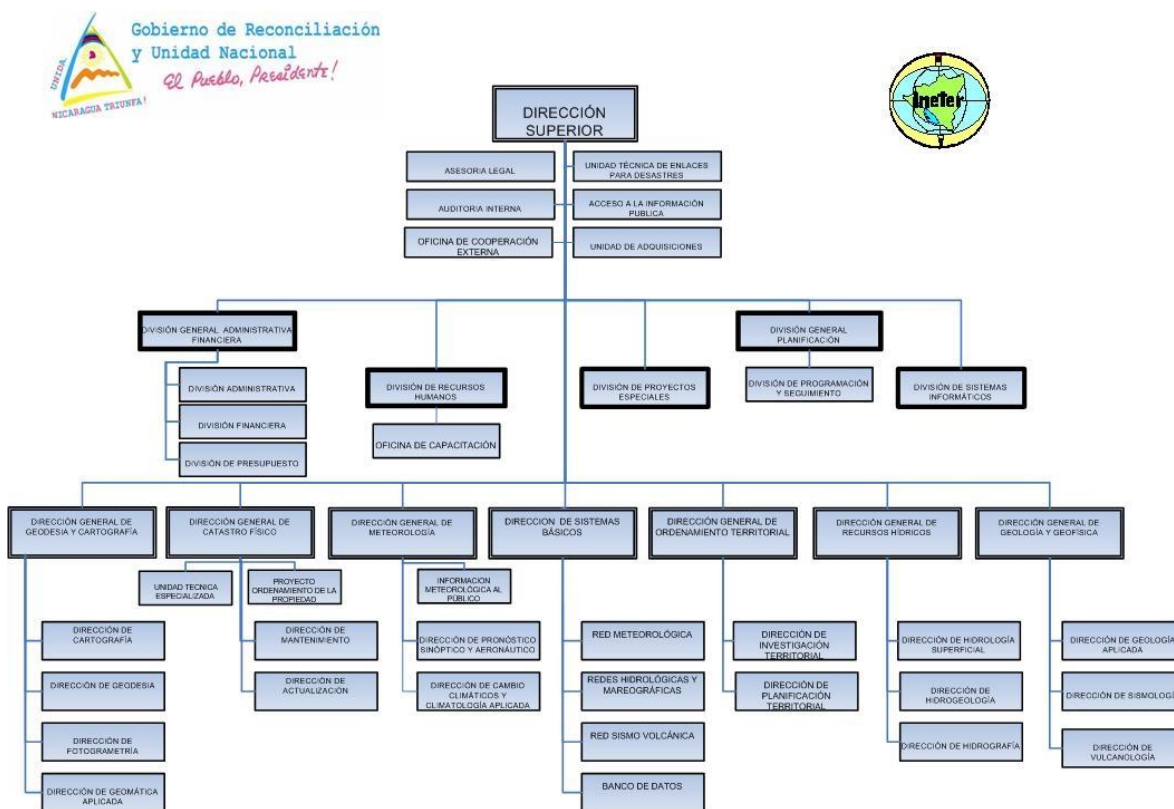 Gobierno de Reconciliación
y Unidad Nacional
El Pueblo, Presidente!
UNIDA,
NICARAGUA TRIUNFA!
Ineter
DIRECCIÓN
SUPERIOR
ASESORIA LEGAL
UNIDAD TÉCNICA DE ENLACES
PARA DESASTRES
AUDITORIA INTERNA
ACCESO A LA INFORMACIÓN
PUBLICA
OFICINA DE COOPERACIÓN
EXTERNA
UNIDAD DE ADQUISICIONES
DIVISIÓN GENERAL ADMINISTRATIVA
FINANCIERA
DIVISIÓN GENERAL
PLANIFICACIÓN
DIVISIÓN ADMINISTRATIVA
DIVISIÓN FINANCIERA
DIVISIÓN DE PRESUPUESTO
DIVISIÓN DE RECURSOS
HUMANOS
OFICINA DE CAPACITACIÓN
DIVISIÓN DE PROYECTOS
ESPECIALES
DIVISIÓN DE PROGRAMACIÓN
Y SEGUIMIENTO
DIVISIÓN DE SISTEMAS
INFORMÁTICOS
DIRECCIÓN GENERAL DE
GEODESIA Y CARTOGRAFÍA
DIRECCIÓN GENERAL DE
CATASTRO FÍSICO
DIRECCIÓN GENERAL DE
METEOROLOGÍA
DIRECCION DE SISTEMAS
BÁSICOS
DIRECCIÓN GENERAL DE
ORDENAMIENTO TERRITORIAL
DIRECCIÓN GENERAL DE
RECURSOS HÍDRICOS
DIRECCIÓN GENERAL DE
GEOLOGÍA Y GEOFÍSICA
UNIDAD TECNICA
ESPECIALIZADA
PROYECTO
ORDENAMIENTO DE LA
PROPIEDAD
INFORMACION
METEOROLÓGICA AL
PÚBLICO
DIRECCIÓN DE
CARTOGRAFÍA
DIRECCIÓN DE GEODESIA
DIRECCIÓN DE
FOTOGRAMETRÍA
DIRECCIÓN DE GEOMÁTICA
APLICADA
DIRECCIÓN DE
MANTENIMIENTO
DIRECCIÓN DE
ACTUALIZACIÓN
DIRECCIÓN DE PRONÓSTICO
SINÓPTICO Y AERONÁUTICO
DIRECCIÓN DE CAMBIO
CLIMÁTICOS Y
CLIMATOLOGÍA APLICADA
RED METEOROLÓGICA
REDES HIDROLÓGICAS Y
MAREOGRÁFICAS
RED SISMO VOLCÁNICA
BANCO DE DATOS
DIRECCIÓN DE
INVESTIGACIÓN
TERRITORIAL
DIRECCIÓN DE
PLANIFICACIÓN
TERRITORIAL
DIRECCIÓN DE HIDROLOGÍA
SUPERFICIAL
DIRECCIÓN DE
HIDROGEOLOGÍA
DIRECCIÓN DE HIDROGRAFÍA
DIRECCIÓN DE GEOLOGÍA
APLICADA
DIRECCIÓN DE SISMOLOGÍA
DIRECCIÓN DE
VULCANOLOGÍA